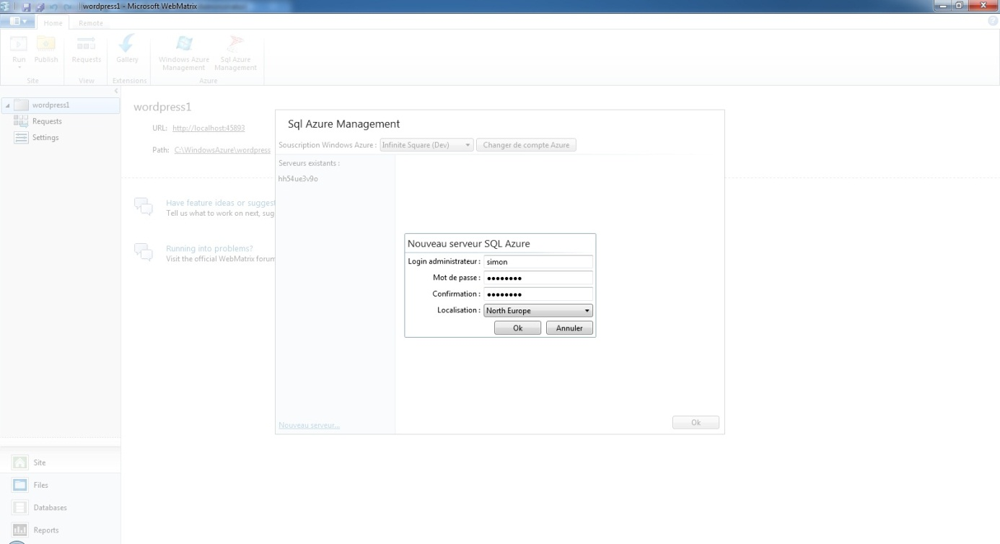 wordpress1 - Microsoft WebMatrix
Home Remote
Run Publish Requests Gallery Windows Azure Management Sql Azure Management
Site View Extensions Azure
wordpress1
Requests
Settings
wordpress1
URL: http://localhost:45893
Path: C:\WindowsAzure\wordpress
Have feature ideas or suggest
Tell us what to work on next, sug
Running into problems?
Visit the official WebMatrix forum
Sql Azure Management
Souscription Windows Azure : Infinite Square (Dev) Changer de compte Azure
Serveurs existants :
hh54ue3v9o
Nouveau serveur SQL Azure
Login administrateur : simon
Mot de passe : ●●●●●●●●
Confirmation : ●●●●●●●●
Localisation : North Europe
Ok Annuler
Nouveau serveur...
Ok
Site
Files
Databases
Reports